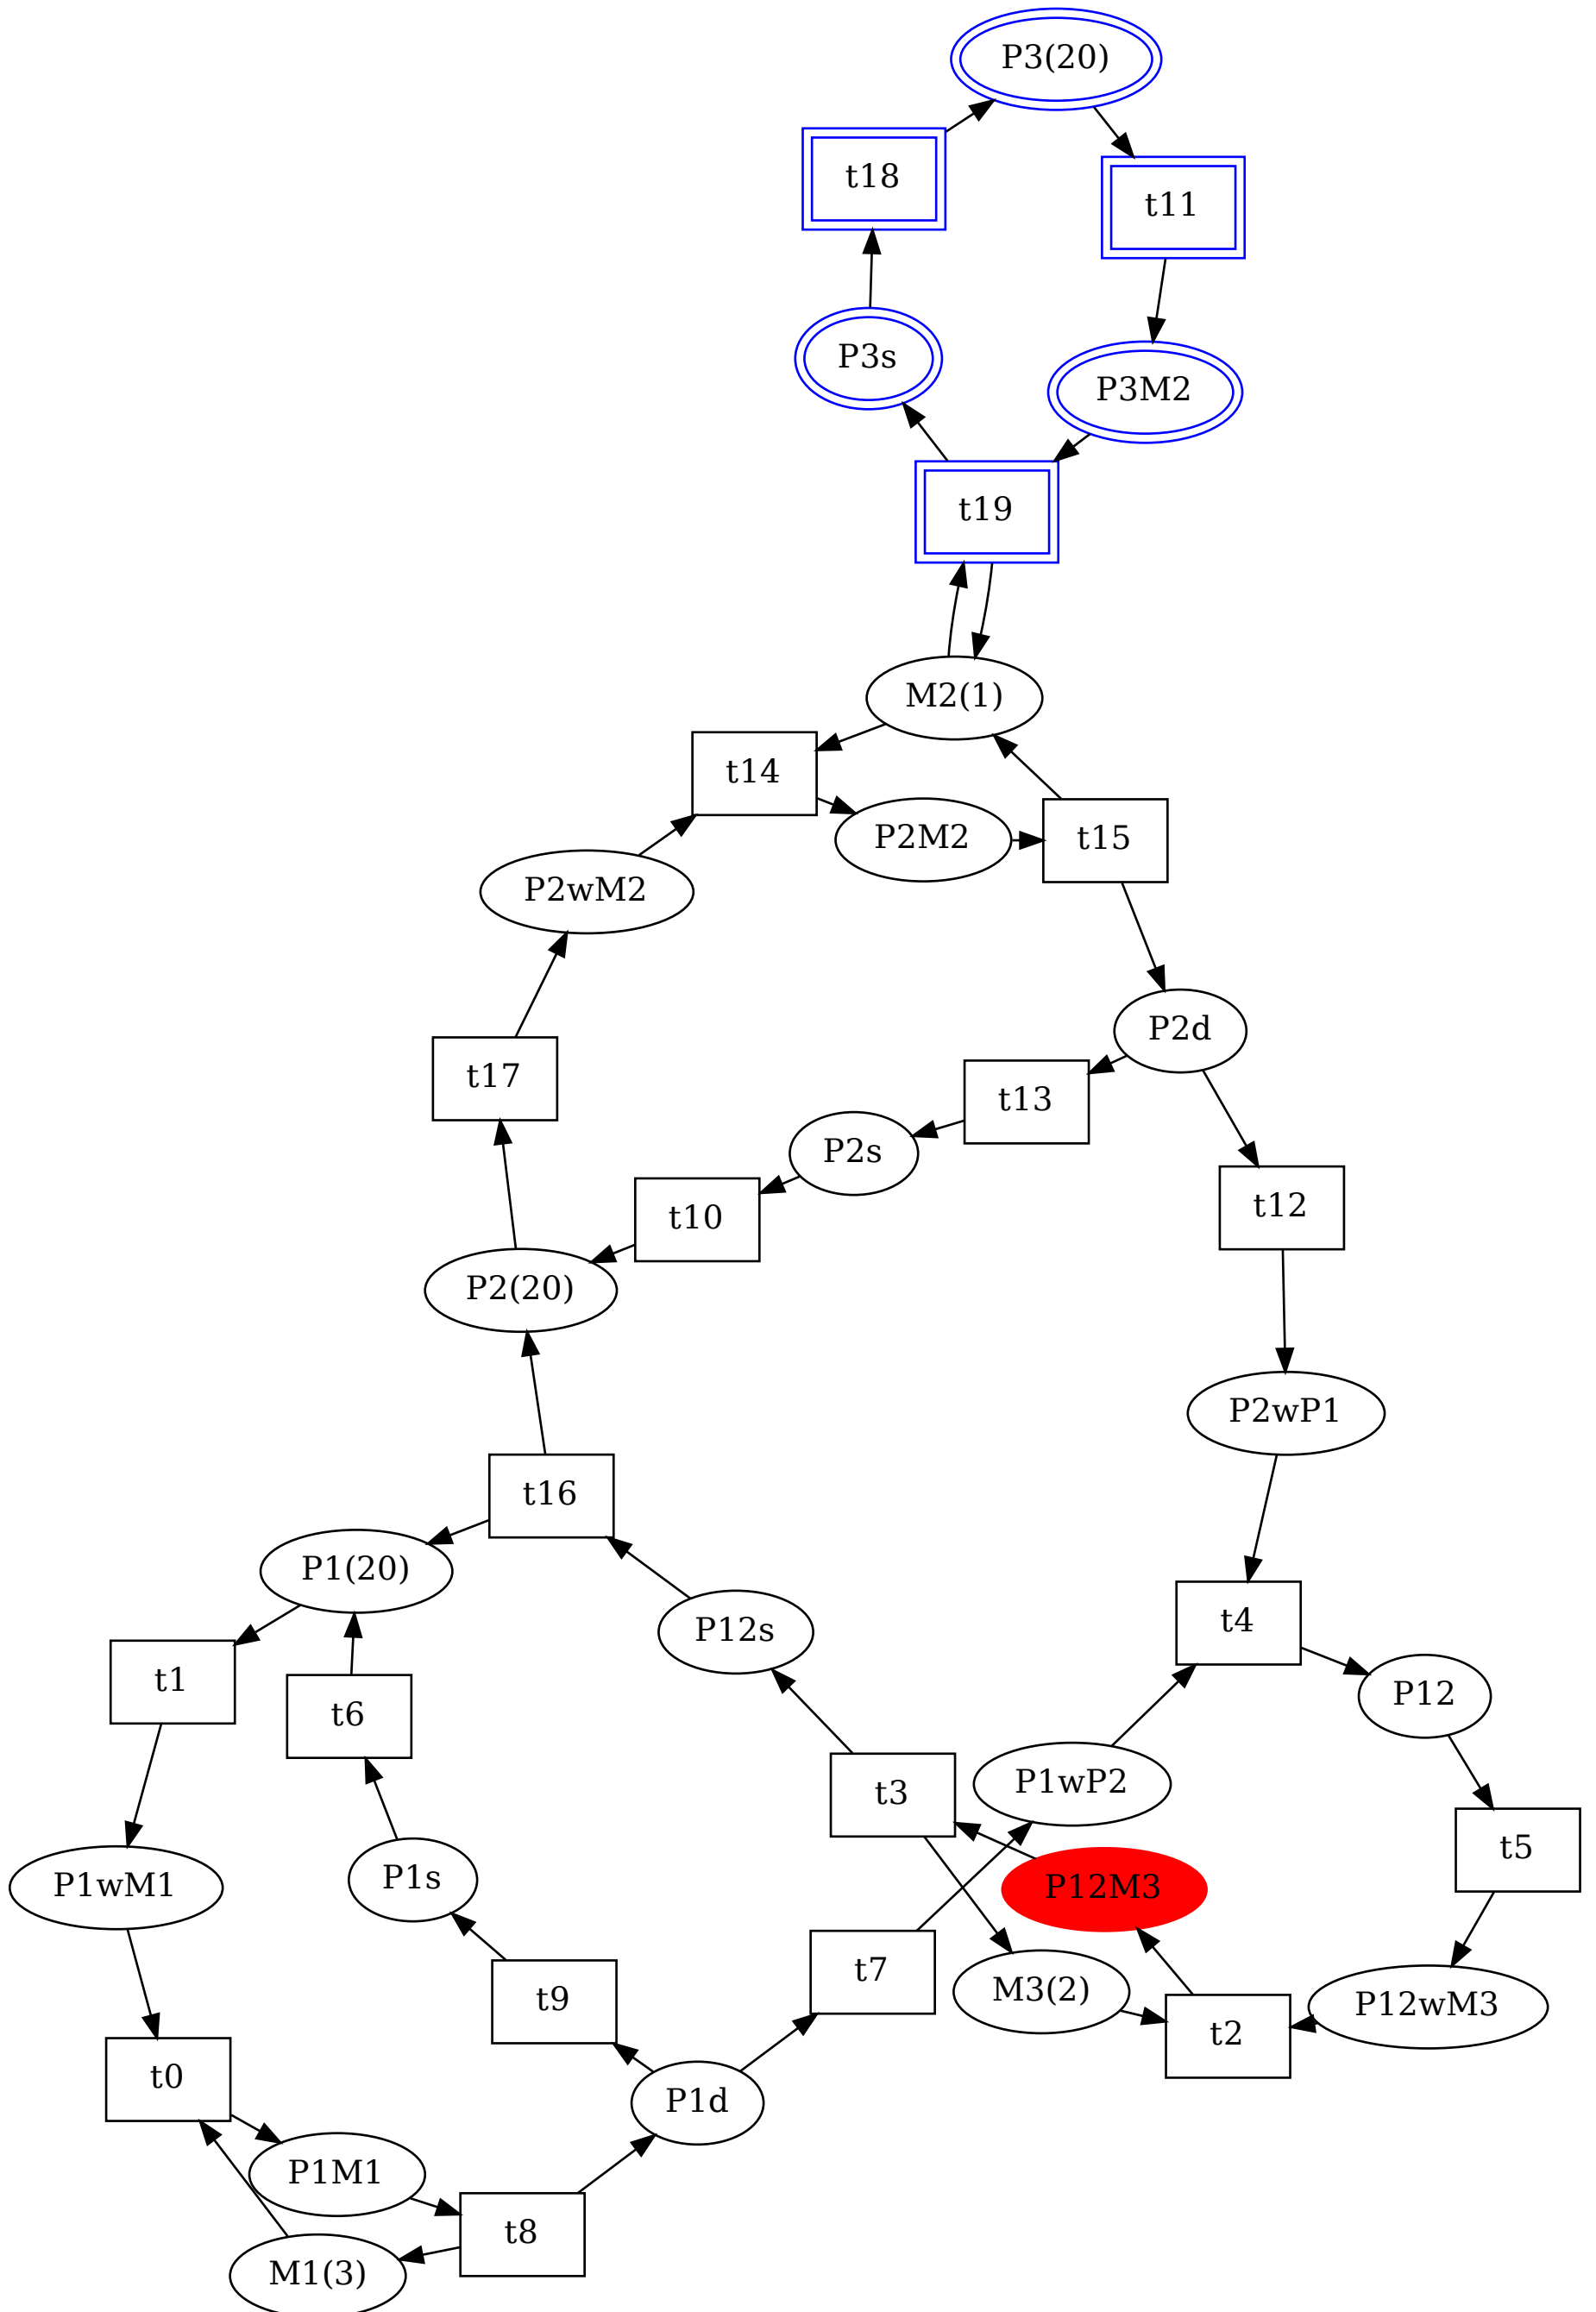 P3(20)
t18
t11
P3s
P3M2
t19
M2(1)
t14
P2M2
t15
P2wM2
P2d
t17
t13
P2s
t12
t10
P2(20)
P2wP1
t16
P1(20)
t4
P12s
t1
P12
t6
P1wP2
t3
t5
P1s
P1wM1
P12M3
t7
M3(2)
t9
P12wM3
t2
t0
P1d
P1M1
t8
M1(3)